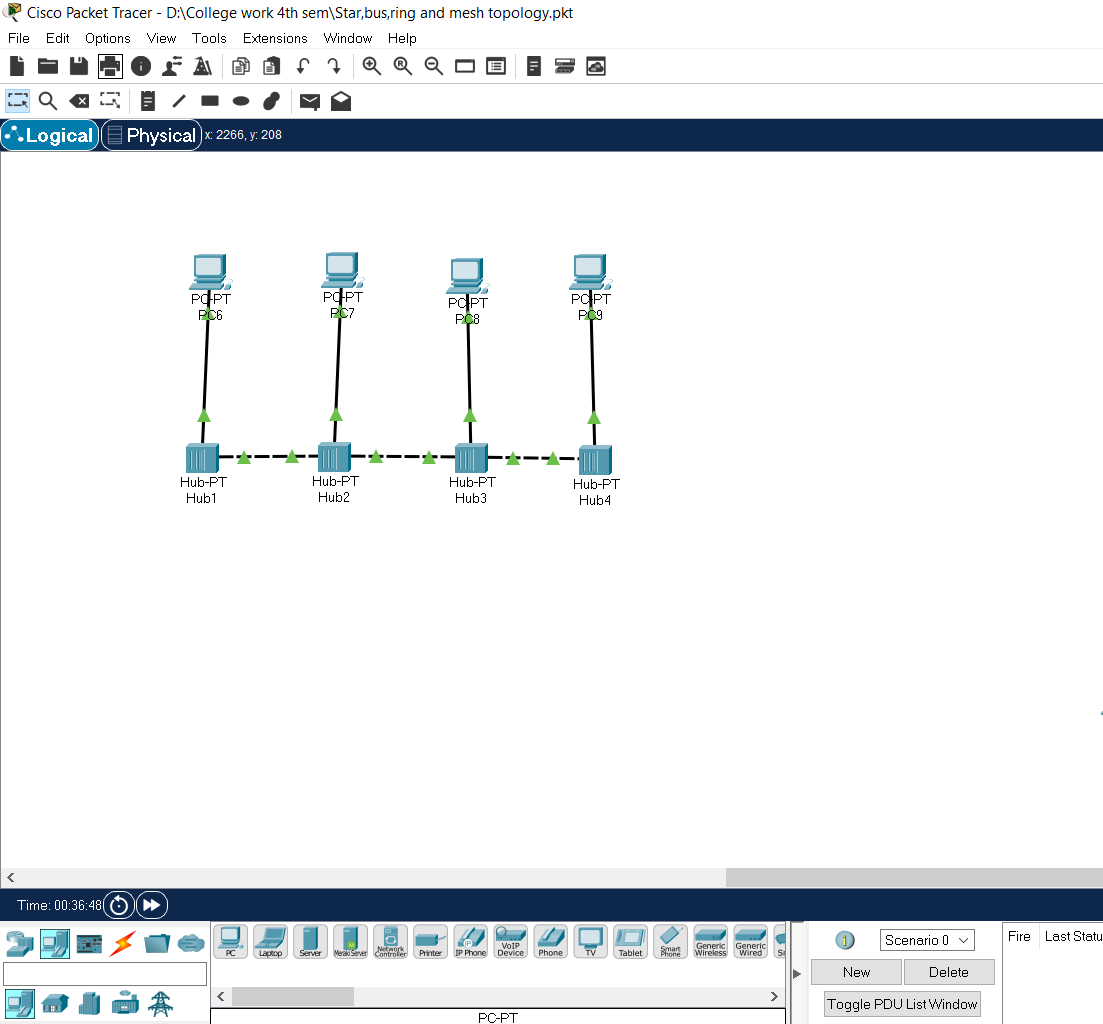 Cisco Packet Tracer - D:\College work 4th sem\Star,bus,ring and mesh topology.pkt
File Edit Options View Tools Extensions Window Help
Logical Physical x: 2266, y: 208
PC-PT
PC6
PC-PT
PC7
PC-PT
PC8
PC-PT
PC9
Hub-PT
Hub1
Hub-PT
Hub2
Hub-PT
Hub3
Hub-PT
Hub4
Time: 00:36:48
PC
Laptop
Server
Meraki Server
Network Controller
Printer
IP Phone
VoIP Device
Phone
TV
Tablet
Smart Phone
Generic Wireless
Generic Wired
PC-PT
Scenario 0
New Delete
Toggle PDU List Window
Fire Last Statu